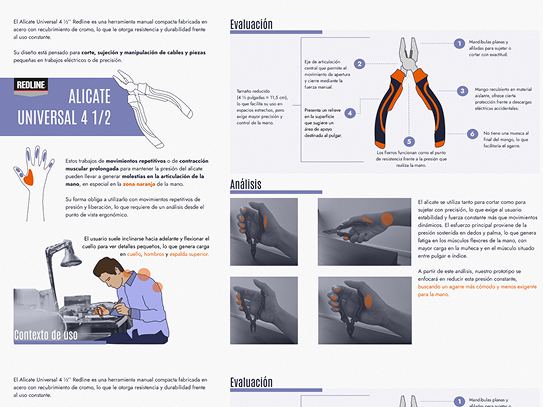 El Alicate Universal 4 ½" Redline es una herramienta manual compacta fabricada en
acero con recubrimiento de cromo, lo que le otorga resistencia y durabilidad frente
al uso constante.
Su diseño está pensado para corte, sujeción y manipulación de cables y piezas
pequeñas en trabajos eléctricos o de precisión.
REDLINE
ALICATE
UNIVERSAL 4 1/2
Estos trabajos de movimientos repetitivos o de contracción
muscular prolongada para mantener la presión del alicate
pueden llevar a generar molestias en la articulación de la
mano, en especial en la zona naranja de la mano.
Su forma obliga a utilizarlo con movimientos repetitivos de
presión y liberación, lo que requiere de un análisis desde el
punto de vista ergonómico.
El usuario suele inclinarse hacia adelante y flexionar el
cuello para ver detalles pequeños, lo que genera carga
en cuello, hombros y espalda superior.
Contexto de uso
Evaluación
Tamaño reducido
(4 ½ pulgadas ≈ 11,5 cm),
lo que facilita su uso en
espacios estrechos, pero
exige mayor precisión y
control de la mano.
Eje de articulación
central que permite el
movimiento de apertura
y cierre mediante la
fuerza manual.
2
Presenta un relieve
en la superficie
que sugiere un
área de apoyo
destinada al pulgar.
4
1
Mandíbulas planas y
afiladas para sujetar o
cortar con exactitud.
3
Mango recubierto en material
aislante, ofrece cierta
protección frente a descargas
eléctricas accidentales.
6
No tiene una muesca al
final del mango, lo que
facilitaría el agarre.
5
Los fierros funcionan como el punto
de resistencia frente a la presión que
realiza la mano.
Análisis
El alicate se utiliza tanto para cortar como para
sujetar con precisión, lo que exige al usuario
estabilidad y fuerza constante más que movimientos
dinámicos. El esfuerzo principal proviene de la
presión sostenida en dedos y palma, lo que genera
fatiga en los músculos flexores de la mano, con
mayor carga en la muñeca y en el músculo situado
entre pulgar e índice.
A partir de este análisis, nuestro prototipo se
enfocará en reducir esta presión constante,
buscando un agarre más cómodo y menos exigente
para la mano.
El Alicate Universal 4 ½" Redline es una herramienta manual compacta fabricada en
acero con recubrimiento de cromo, lo que le otorga resistencia y durabilidad frente
al uso constante.
Evaluación
1
Mandíbulas planas y